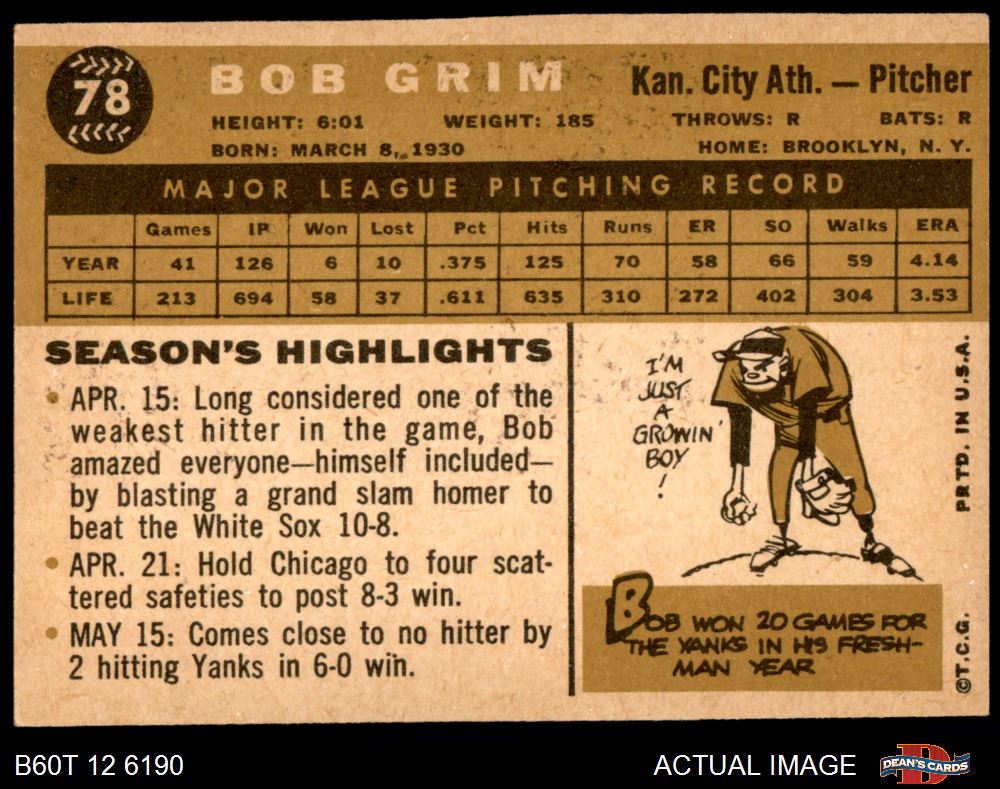 78
BOB GRIM
Kan. City Ath. — Pitcher
HEIGHT: 6:01 WEIGHT: 185 THROWS: R BATS: R
BORN: MARCH 8, 1930 HOME: BROOKLYN, N. Y.
MAJOR LEAGUE PITCHING RECORD
Games IP Won Lost Pct Hits Runs ER SO Walks ERA
YEAR 41 126 6 10 .375 125 70 58 66 59 4.14
LIFE 213 694 58 37 .611 635 310 272 402 304 3.53
SEASON'S HIGHLIGHTS
• APR. 15: Long considered one of the
weakest hitter in the game, Bob
amazed everyone—himself included—
by blasting a grand slam homer to
beat the White Sox 10-8.
• APR. 21: Hold Chicago to four scat-
tered safeties to post 8-3 win.
• MAY 15: Comes close to no hitter by
2 hitting Yanks in 6-0 win.
I'M
JUST
A
GROWIN'
BOY
!
BOB WON 20 GAMES FOR
THE YANKS IN HIS FRESH-
MAN YEAR
PRTD. IN U.S.A.
©T.C.G.
B60T 12 6190
ACTUAL IMAGE
DEAN'S CARDS